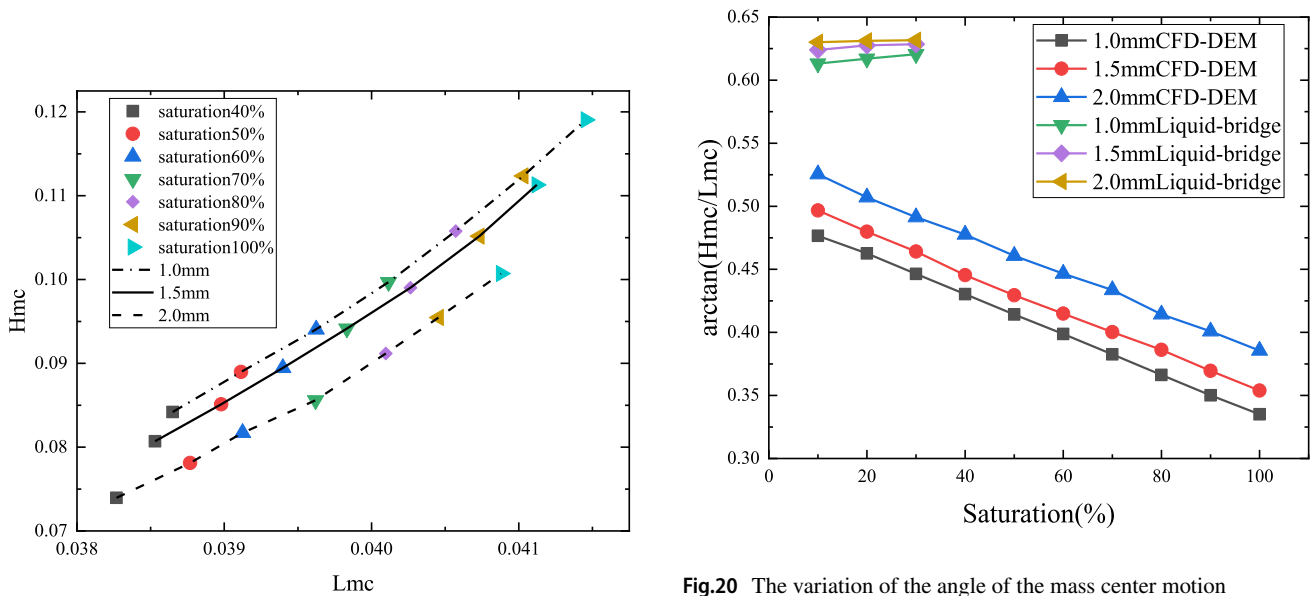 0.12
0.11
0.10
0.09
0.08
0.07
Hmc
saturation40%
saturation50%
saturation60%
saturation70%
saturation80%
saturation90%
saturation100%
1.0mm
1.5mm
2.0mm
0.038
0.039
0.040
0.041
Lmc
0.65
0.60
0.55
0.50
0.45
0.40
0.35
0.30
arctan(Hmc/Lmc)
1.0mmCFD-DEM
1.5mmCFD-DEM
2.0mmCFD-DEM
1.0mmLiquid-bridge
1.5mmLiquid-bridge
2.0mmLiquid-bridge
0
20
40
60
80
100
Saturation(%)
Fig.20 The variation of the angle of the mass center motion